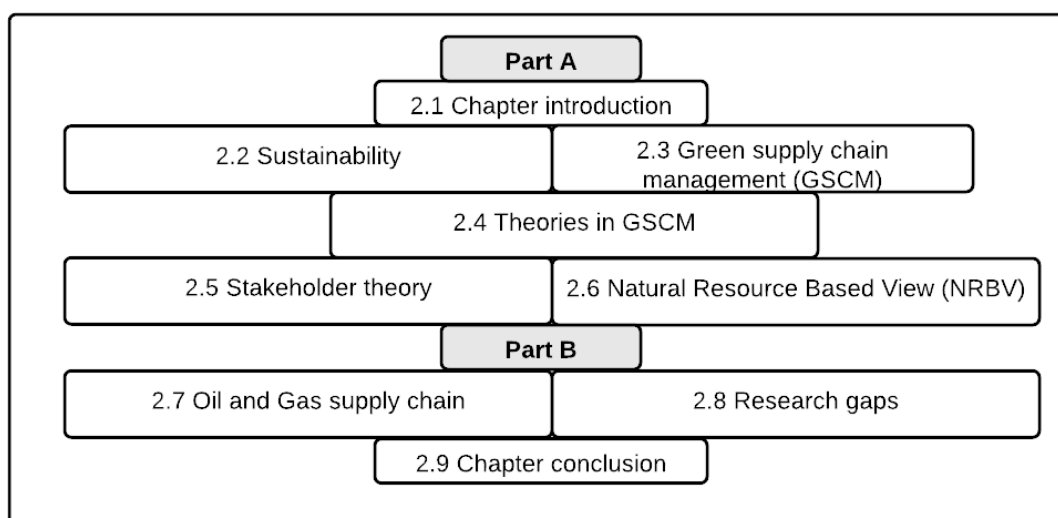 Part A
2.1 Chapter introduction
2.2 Sustainability
2.3 Green supply chain
management (GSCM)
2.4 Theories in GSCM
2.5 Stakeholder theory
2.6 Natural Resource Based View (NRBV)
Part B
2.7 Oil and Gas supply chain
2.8 Research gaps
2.9 Chapter conclusion